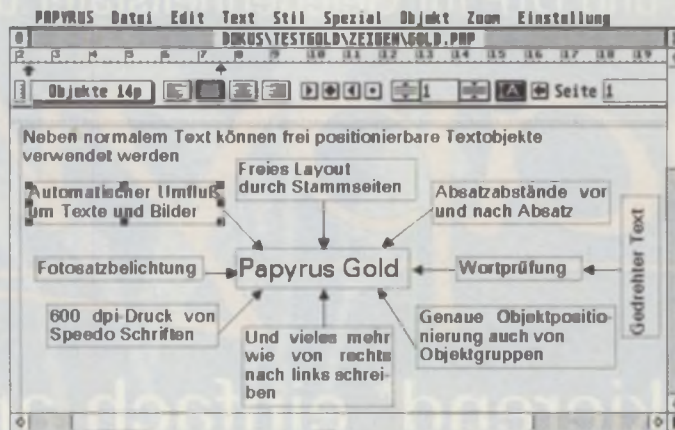 PAPYRUS Datei Edit Text Stil Spezial Objekt Zoom Einstellung
DOKUS\TESTGOLD\ZEIGEN\GOLD.PAP
Objekte 14p 1 Seite 1
Neben normalem Text können frei positionierbare Textobjekte
verwendet werden
Freies Layout
durch Stammseiten
Automatischer Umfluß
um Texte und Bilder
Absatzabstände vor
und nach Absatz
Gedrehter Text
Fotosatzbelichtung
Papyrus Gold
Wortprüfung
600 dpi-Druck von
Speedo Schriften
Und vieles mehr
wie von rechts
nach links schrei-
ben
Genaue Objektpositio-
nierung auch von
Objektgruppen